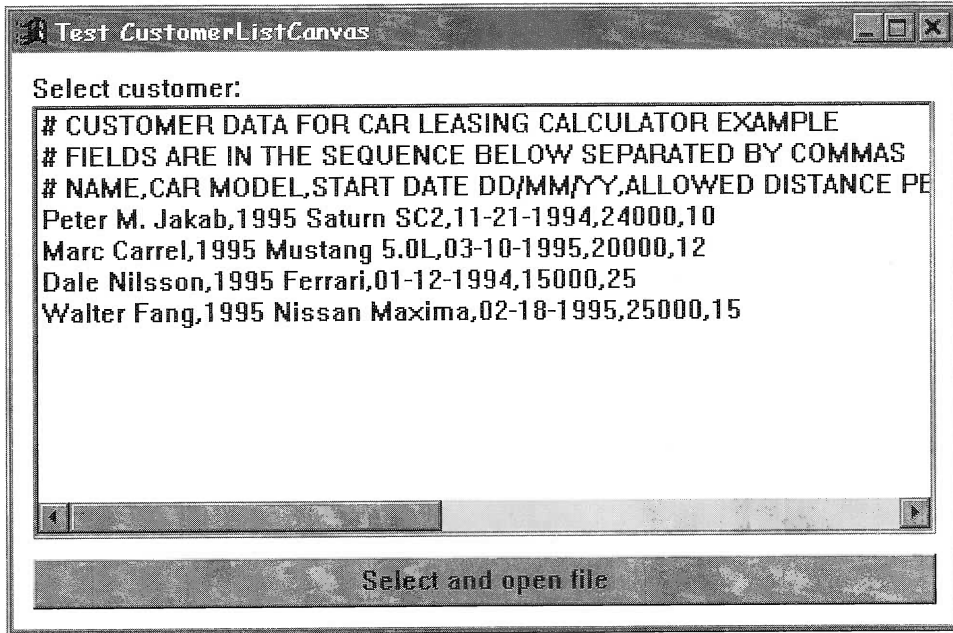 Test CustomerListCanvas
Select customer:
# CUSTOMER DATA FOR CAR LEASING CALCULATOR EXAMPLE
# FIELDS ARE IN THE SEQUENCE BELOW SEPARATED BY COMMAS
# NAME,CAR MODEL,START DATE DD/MM/YY,ALLOWED DISTANCE PE
Peter M. Jakab,1995 Saturn SC2,11-21-1994,24000,10
Marc Carrel,1995 Mustang 5.0L,03-10-1995,20000,12
Dale Nilsson,1995 Ferrari,01-12-1994,15000,25
Walter Fang,1995 Nissan Maxima,02-18-1995,25000,15
Select and open file